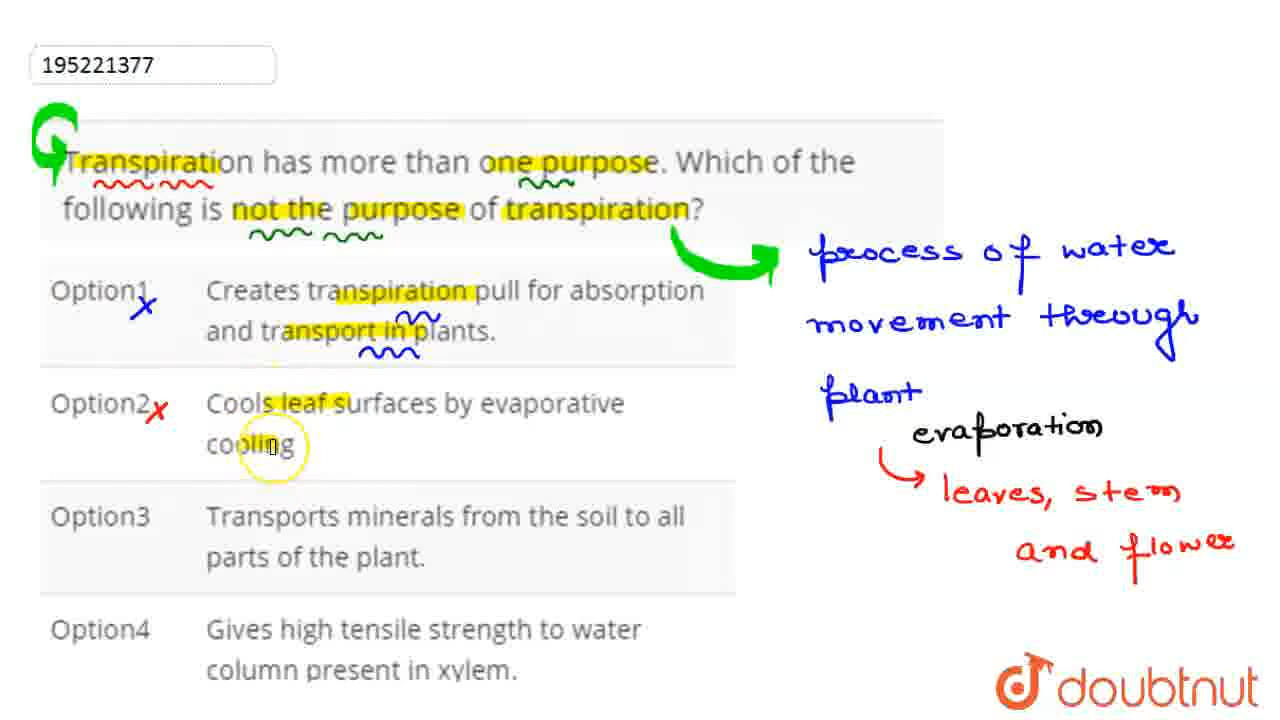 195221377
Transpiration has more than one purpose. Which of the
following is not the purpose of transpiration?
Option1 Creates transpiration pull for absorption
and transport in plants.
Option2 Cools leaf surfaces by evaporative
cooling
Option3 Transports minerals from the soil to all
parts of the plant.
Option4 Gives high tensile strength to water
column present in xylem.
process of water
movement through
plant
evaporation
leaves, stem
and flower
doubtnut